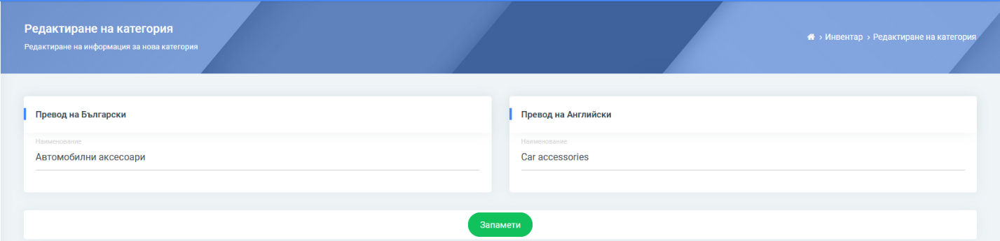 Редактиране на категория
Редактиране на информация за нова категория
› Инвентар › Редактиране на категория
Превод на Български
Наименование
Автомобилни аксесоари
Превод на Английски
Наименование
Car accessories
Запамети